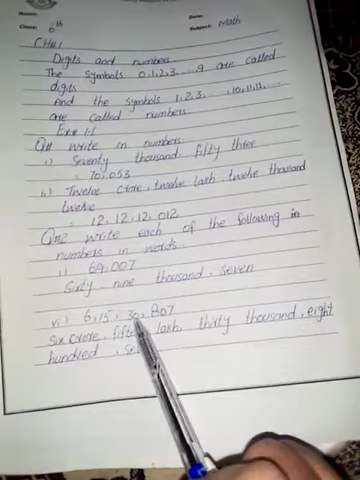 Name:
Date:
Class: 6th
Subject: Math
CH#1
Digits and numbers
The symbols 0,1,2,3,...9 are called
digits
And the symbols 1,2,3,.....,10,11,12,...
are called numbers.
Ex# 1.1
Q#1 write in numbers.
i) Seventy thousand fifty three
= 70,053
ii) Twelve crore, twelve lakh twelve thousand
twelve
= 12,12,12,012
Q#2 write each of the following in
numbers in words.
i) 69,007
Sixty-nine thousand, seven
vi) 6,15,30,807
six crore, lakh, thirty thousand, eight
hundred,